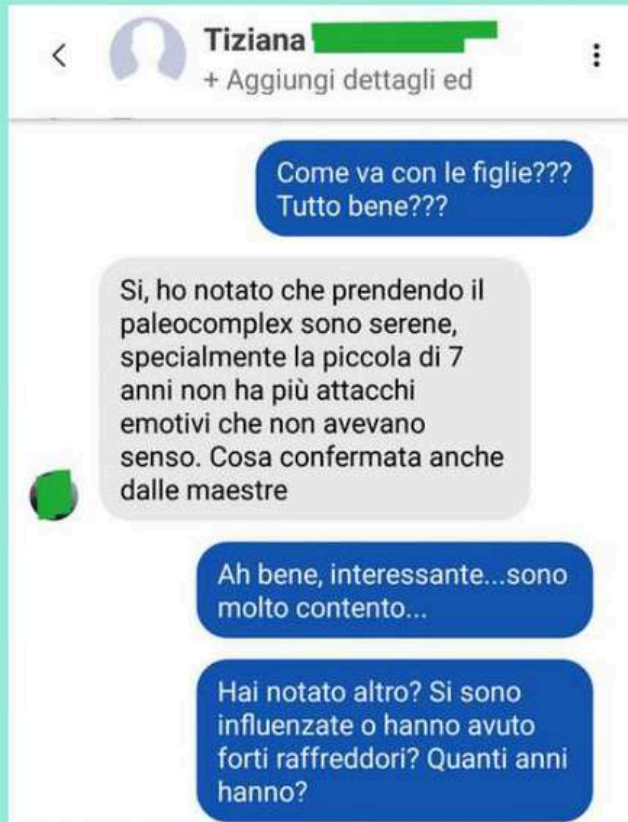 Tiziana
+ Aggiungi dettagli ed
Come va con le figlie???
Tutto bene???
Si, ho notato che prendendo il
paleocomplex sono serene,
specialmente la piccola di 7
anni non ha più attacchi
emotivi che non avevano
senso. Cosa confermata anche
dalle maestre
Ah bene, interessante...sono
molto contento...
Hai notato altro? Si sono
influenzate o hanno avuto
forti raffreddori? Quanti anni
hanno?